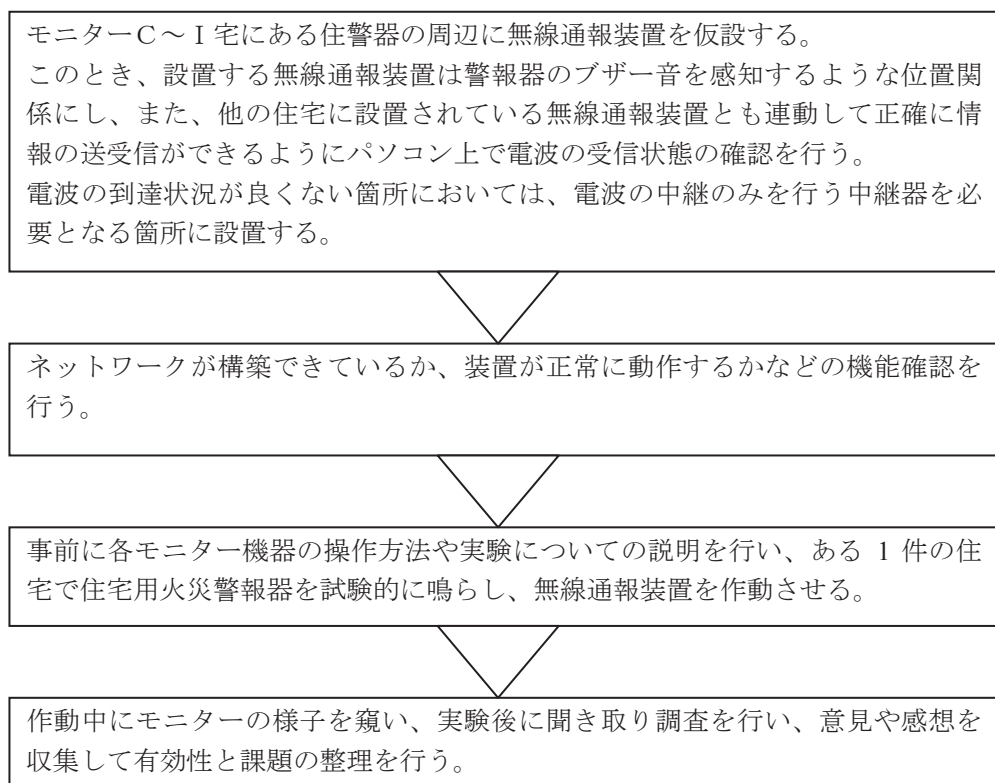 モニターC～I宅にある住警器の周辺に無線通報装置を仮設する。
このとき、設置する無線通報装置は警報器のブザー音を感知するような位置関
係にし、また、他の住宅に設置されている無線通報装置とも連動して正確に情
報の送受信ができるようにパソコン上で電波の受信状態の確認を行う。
電波の到達状況が良くない箇所においては、電波の中継のみを行う中継器を必
要となる箇所に設置する。
ネットワークが構築できているか、装置が正常に動作するかなどの機能確認を
行う。
事前に各モニター機器の操作方法や実験についての説明を行い、ある 1 件の住
宅で住宅用火災警報器を試験的に鳴らし、無線通報装置を作動させる。
作動中にモニターの様子を窺い、実験後に聞き取り調査を行い、意見や感想を
収集して有効性と課題の整理を行う。